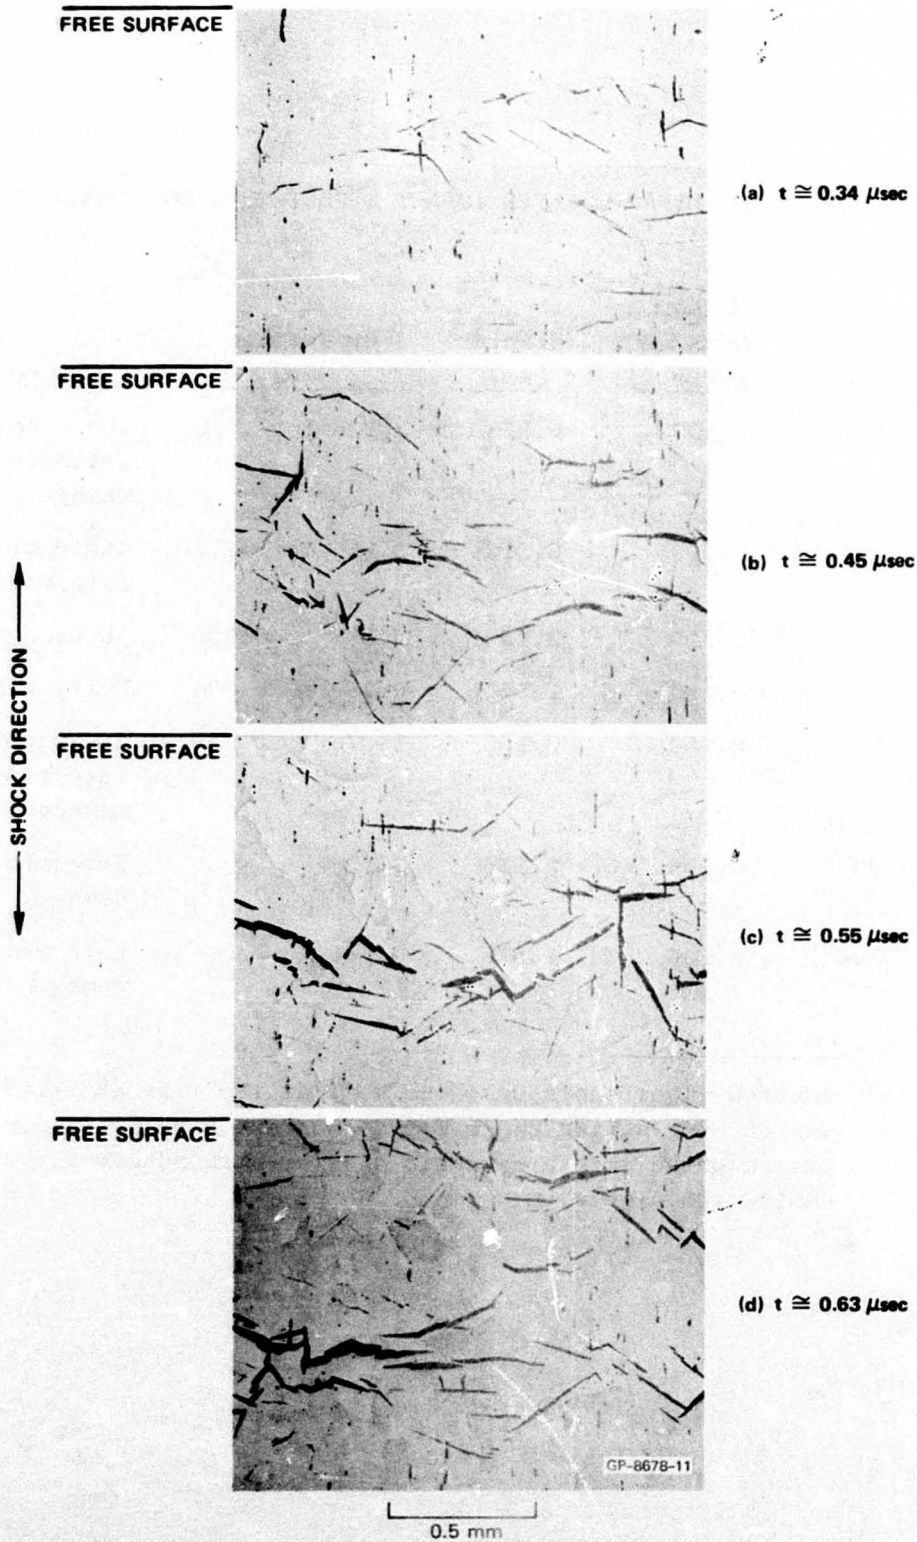 FREE SURFACE
(a) t ≅ 0.34 μsec
FREE SURFACE
(b) t ≅ 0.45 μsec
SHOCK DIRECTION
FREE SURFACE
(c) t ≅ 0.55 μsec
FREE SURFACE
(d) t ≅ 0.63 μsec
GP-8678-11
0.5 mm